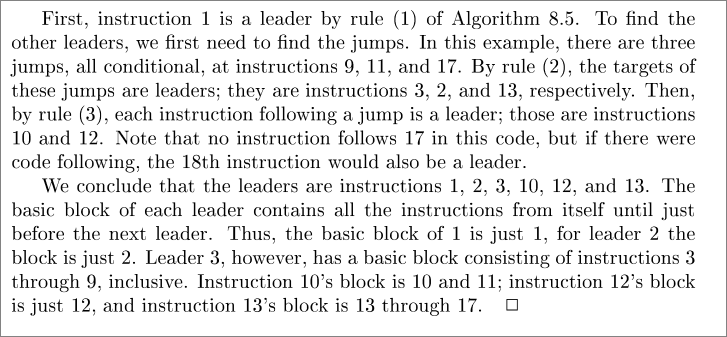 First, instruction 1 is a leader by rule (1) of Algorithm 8.5. To find the
other leaders, we first need to find the jumps. In this example, there are three
jumps, all conditional, at instructions 9, 11, and 17. By rule (2), the targets of
these jumps are leaders; they are instructions 3, 2, and 13, respectively. Then,
by rule (3), each instruction following a jump is a leader; those are instructions
10 and 12. Note that no instruction follows 17 in this code, but if there were
code following, the 18th instruction would also be a leader.
We conclude that the leaders are instructions 1, 2, 3, 10, 12, and 13. The
basic block of each leader contains all the instructions from itself until just
before the next leader. Thus, the basic block of 1 is just 1, for leader 2 the
block is just 2. Leader 3, however, has a basic block consisting of instructions 3
through 9, inclusive. Instruction 10's block is 10 and 11; instruction 12's block
is just 12, and instruction 13's block is 13 through 17. □